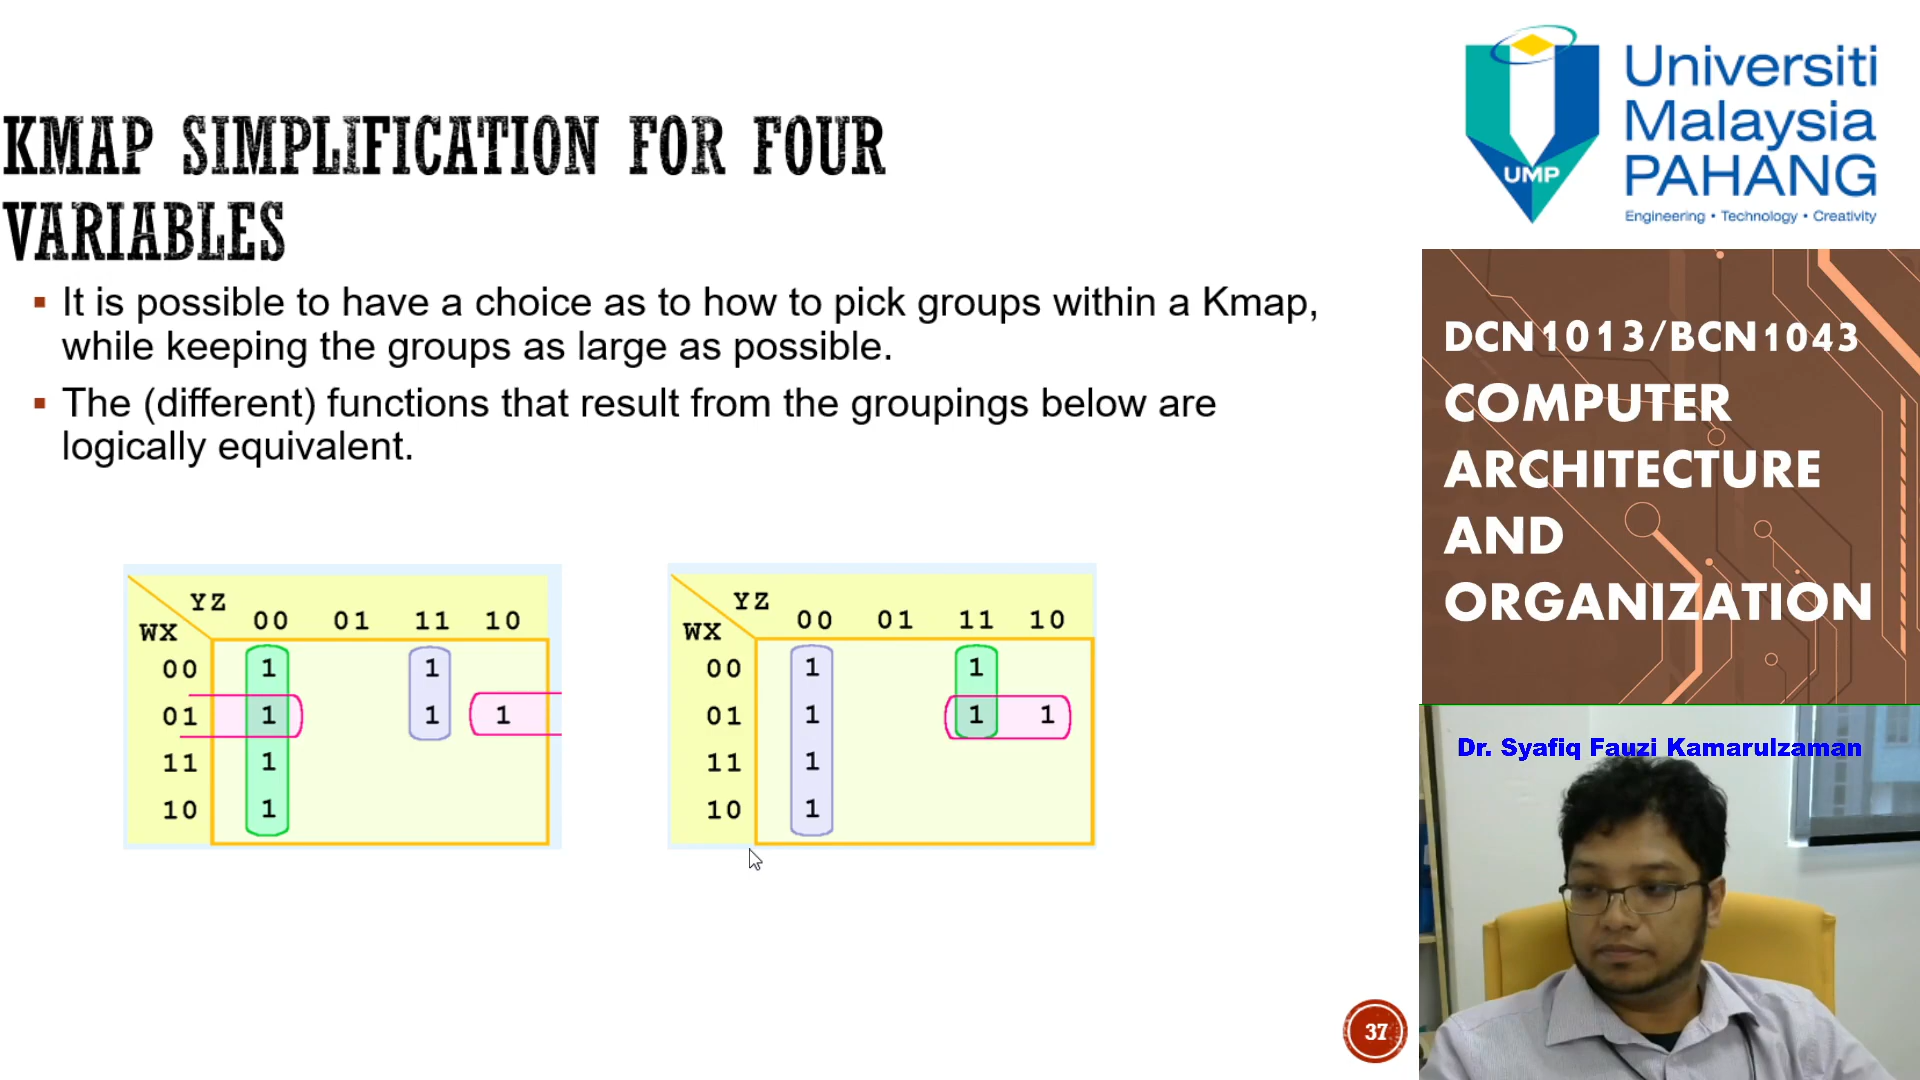 KMAP SIMPLIFICATION FOR FOUR
VARIABLES
It is possible to have a choice as to how to pick groups within a Kmap,
while keeping the groups as large as possible.
The (different) functions that result from the groupings below are
logically equivalent.
YZ
WX
00 01 11 10
00 1 1
01 1 1 1
11 1
10 1
YZ
WX
00 01 11 10
00 1 1
01 1 1 1
11 1
10 1
37
UMP
Universiti
Malaysia
PAHANG
Engineering • Technology • Creativity
DCN1013/BCN1043
COMPUTER
ARCHITECTURE
AND
ORGANIZATION
Dr. Syafiq Fauzi Kamarulzaman